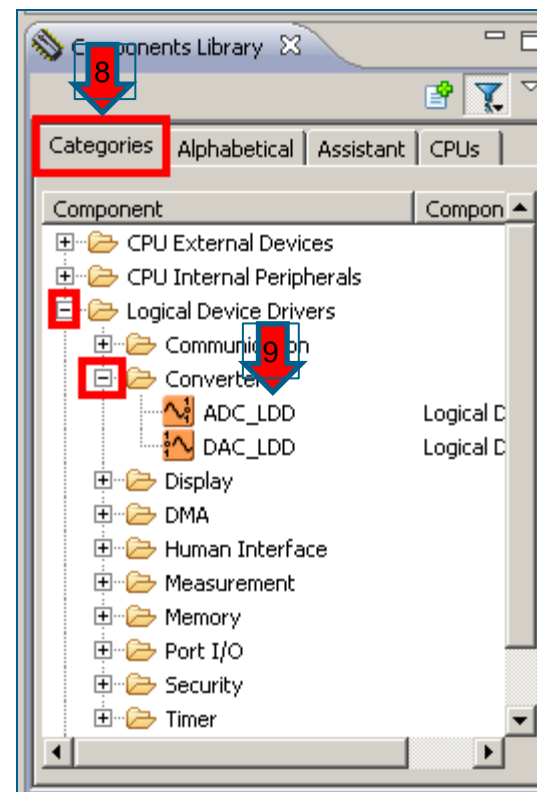 Components Library
8
Categories Alphabetical Assistant CPUs
Component Compon
CPU External Devices
CPU Internal Peripherals
Logical Device Drivers
Communication
9
Converter
ADC_LDD Logical D
DAC_LDD Logical D
Display
DMA
Human Interface
Measurement
Memory
Port I/O
Security
Timer